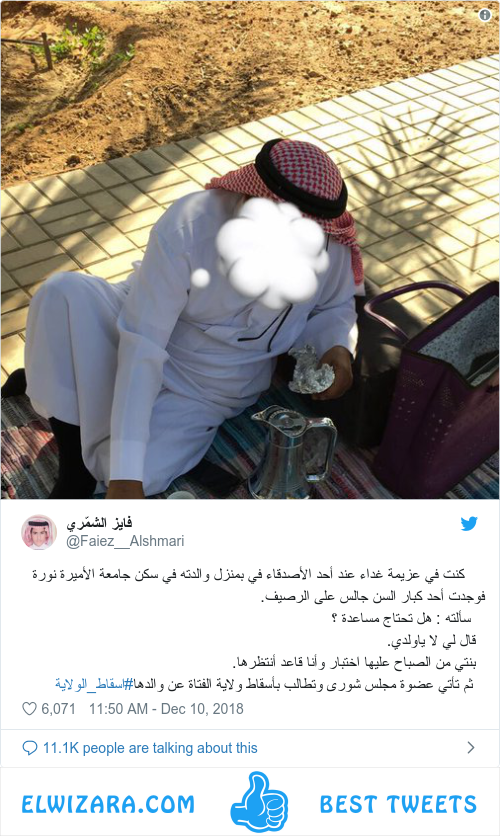 فايز الشمّري
@Faiez__Alshmari
كنت في عزيمة غداء عند أحد الأصدقاء في بمنزل والدته في سكن جامعة الأميرة نورة
فوجدت أحد كبار السن جالس على الرصيف.
سألته : هل تحتاج مساعدة ؟
قال لي لا ياولدي.
بنتي من الصباح عليها اختبار وأنا قاعد أنتظرها.
ثم تأتي عضوة مجلس شورى وتطالب بأسقاط ولاية الفتاة عن والدها#اسقاط_الولاية
6,071 11:50 AM - Dec 10, 2018
11.1K people are talking about this
ELWIZARA.COM BEST TWEETS